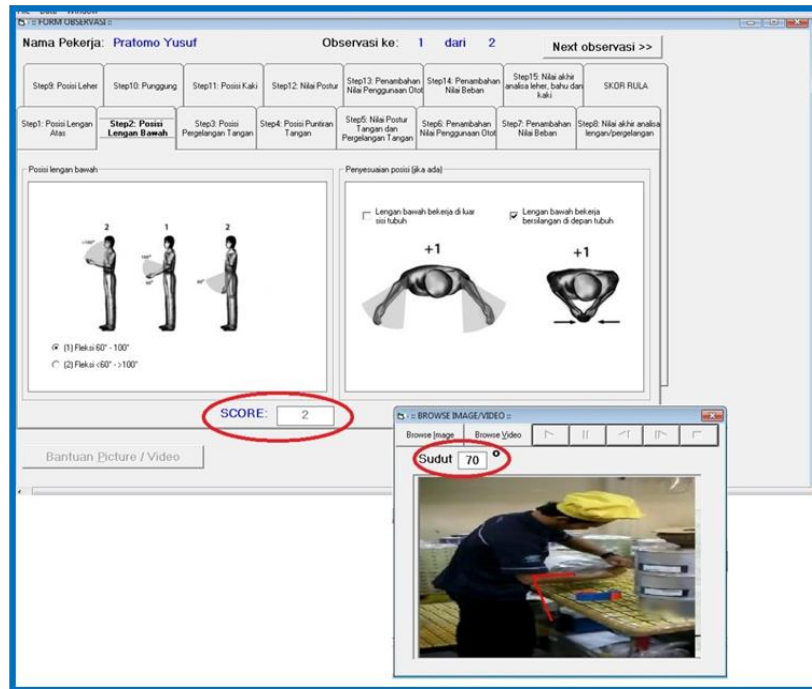 File Data Window
:: FORM OBSERVASI ::
Nama Pekerja: Pratomo Yusuf
Observasi ke: 1 dari 2
Next observasi >>
Step9: Posisi Leher
Step10: Punggung
Step11: Posisi Kaki
Step12: Nilai Postur
Step13: Penambahan
Nilai Penggunaan Otot
Step14: Penambahan
Nilai Beban
Step15: Nilai akhir
analisa leher, bahu dan
kaki
SKOR RULA
Step1: Posisi Lengan
Atas
Step2: Posisi
Lengan Bawah
Step3: Posisi
Pergelangan Tangan
Step4: Posisi Puntiran
Tangan
Step5: Nilai Postur
Tangan dan
Pergelangan Tangan
Step6: Penambahan
Nilai Penggunaan Otot
Step7: Penambahan
Nilai Beban
Step8: Nilai akhir analisa
lengan/pergelangan
Posisi lengan bawah
2 1 2
(1) Fleksi 60° - 100°
(2) Fleksi <60° - >100°
Penyesuaian posisi (jika ada)
Lengan bawah bekerja di luar
sisi tubuh
+1
Lengan bawah bekerja
bersilangan di depan tubuh
+1
SCORE: 2
Bantuan Picture / Video
:: BROWSE IMAGE/VIDEO ::
Browse Image
Browse Video
Sudut 70 °